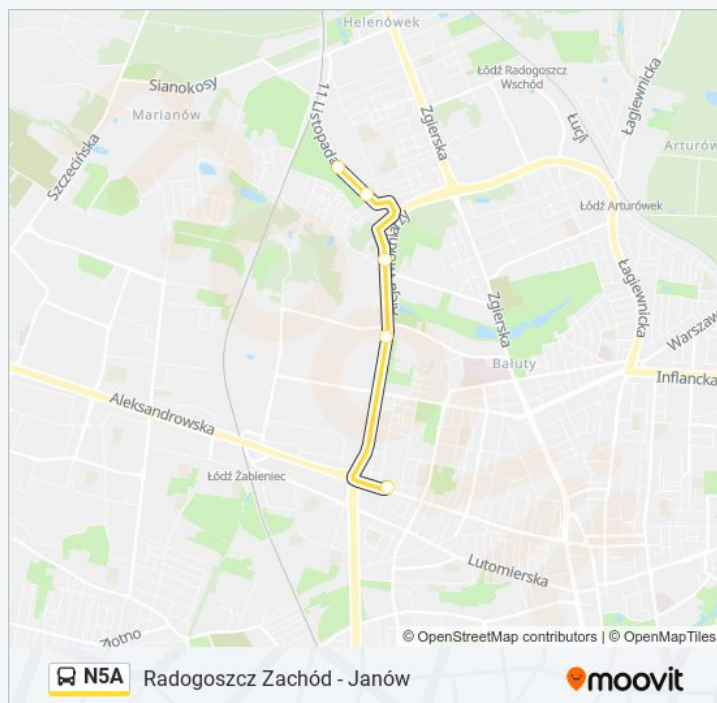 Helenówek
Sianokosy
11 Listopada
Zgierska
Łódź Radogoszcz
Wschód
Łagiewnicka
Marianów
Szczecińska
Łucji
Arturów
Łódź Arturówek
Łagiewnicka
Zgierska
Warszaw
Bałuty
Inflancka
Aleksandrowska
Łódź Żabieniec
Lutomierska
Złotno
© OpenStreetMap contributors | © OpenMapTiles
N5A Radogoszcz Zachód - Janów
moovit